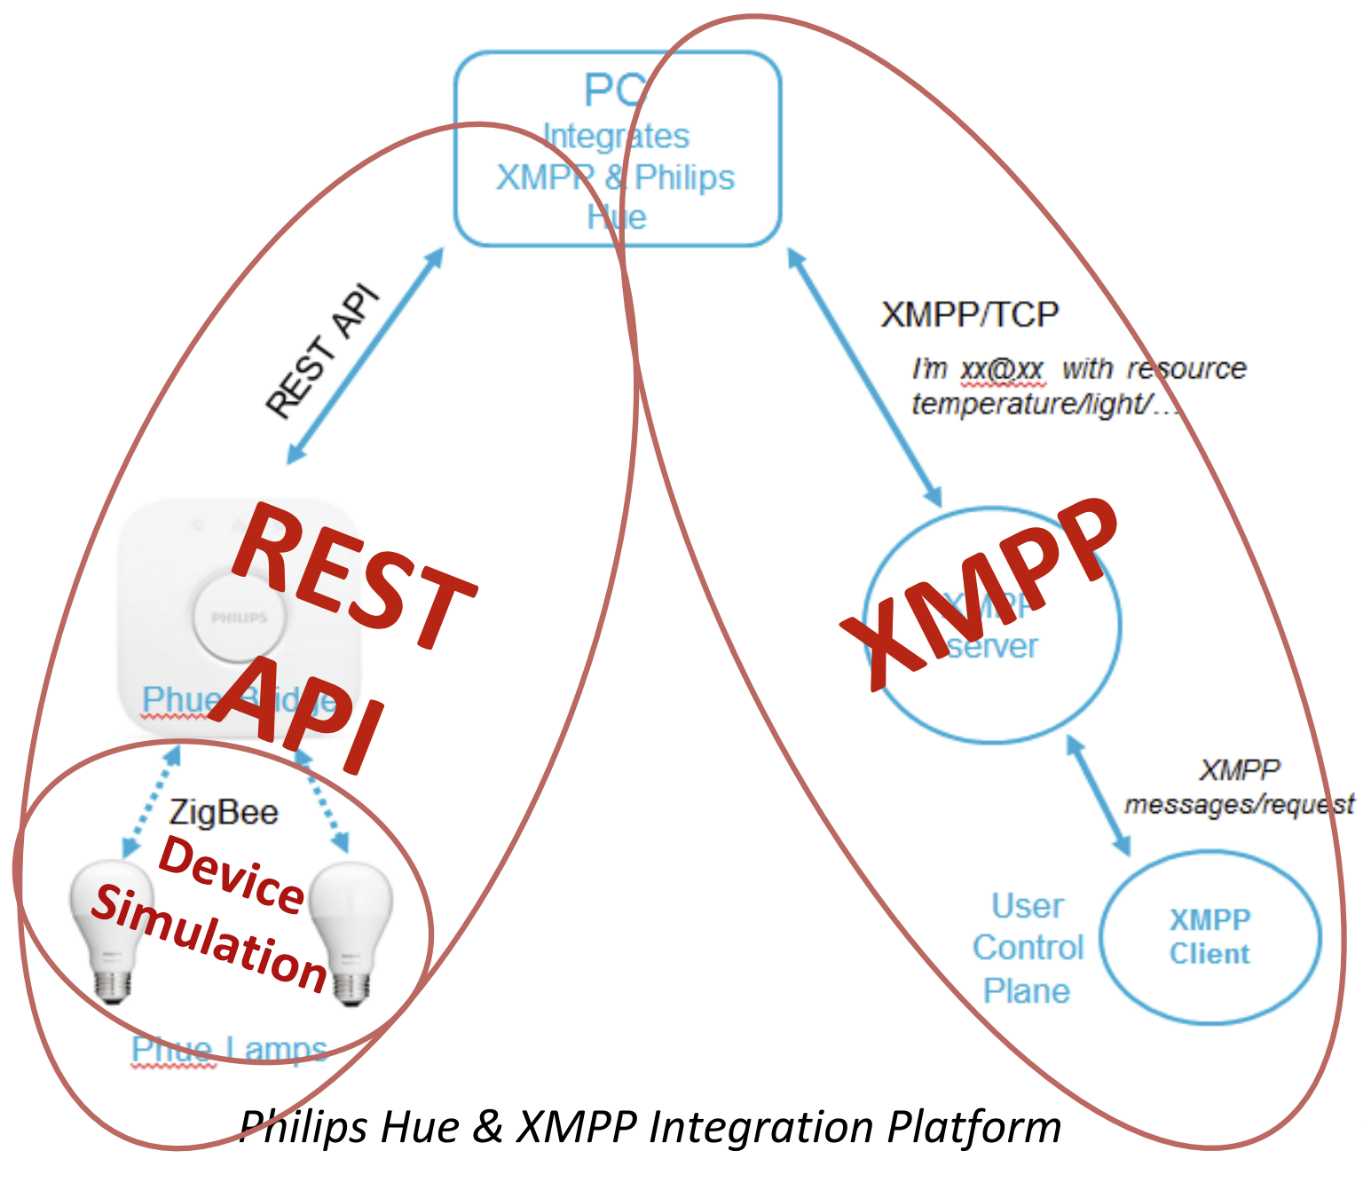 PC
Integrates
XMPP & Philips
Hue
REST API
XMPP/TCP
I'm xx@xx with resource
temperature/light/...
REST
API
PHILIPS
Phue Bridge
XMPP
XMPP
server
ZigBee
Device
Simulation
Phue Lamps
XMPP
messages/request
User
Control
Plane
XMPP
Client
Philips Hue & XMPP Integration Platform